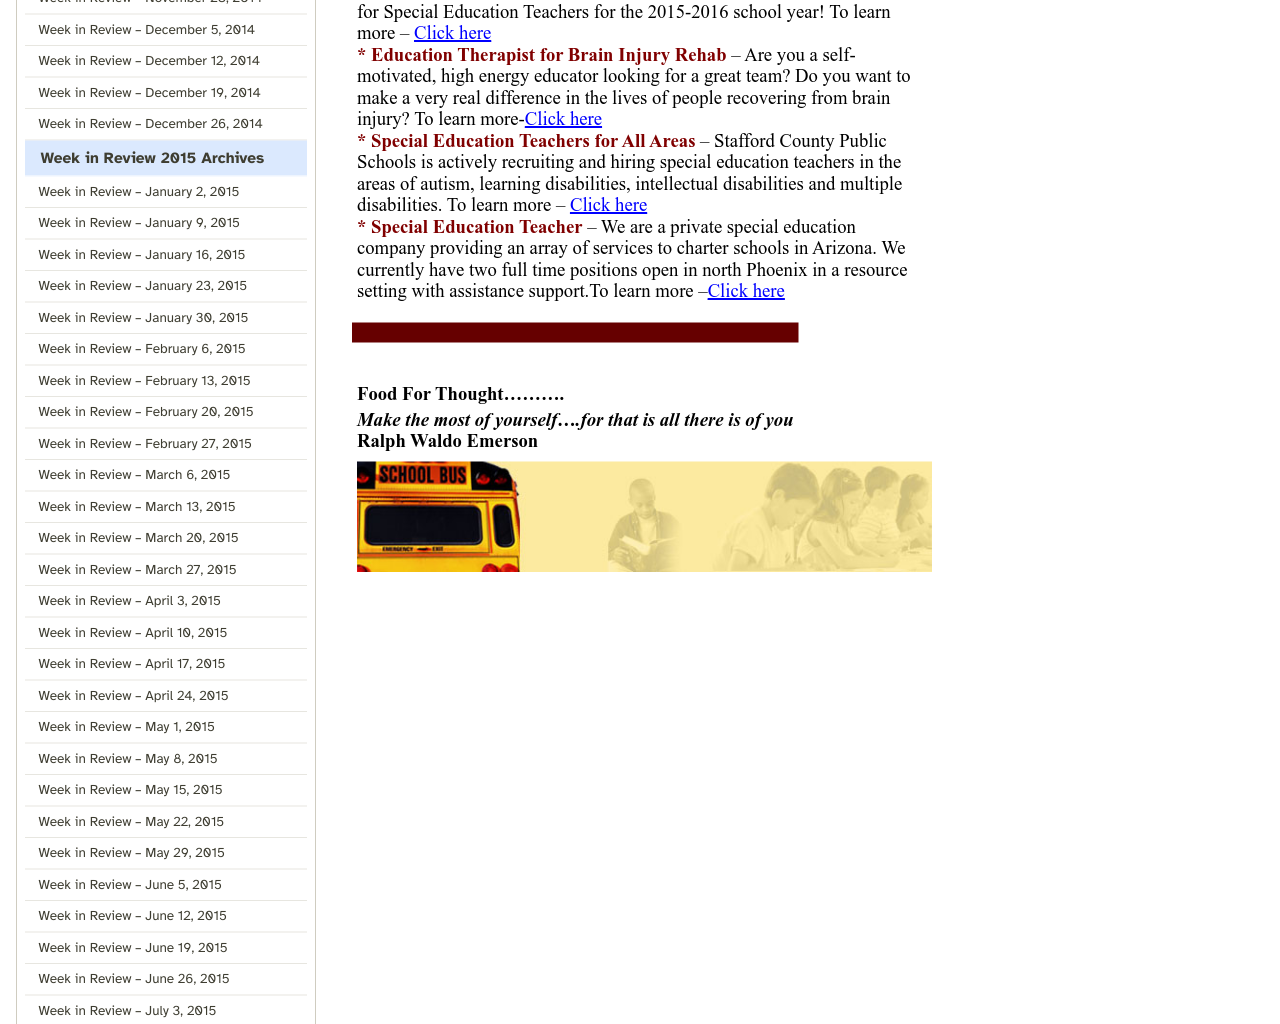 Week in Review – December 5, 2014
Week in Review – December 12, 2014
Week in Review – December 19, 2014
Week in Review – December 26, 2014
Week in Review 2015 Archives
Week in Review – January 2, 2015
Week in Review – January 9, 2015
Week in Review – January 16, 2015
Week in Review – January 23, 2015
Week in Review – January 30, 2015
Week in Review – February 6, 2015
Week in Review – February 13, 2015
Week in Review – February 20, 2015
Week in Review – February 27, 2015
Week in Review – March 6, 2015
Week in Review – March 13, 2015
Week in Review – March 20, 2015
Week in Review – March 27, 2015
Week in Review – April 3, 2015
Week in Review – April 10, 2015
Week in Review – April 17, 2015
Week in Review – April 24, 2015
Week in Review – May 1, 2015
Week in Review – May 8, 2015
Week in Review – May 15, 2015
Week in Review – May 22, 2015
Week in Review – May 29, 2015
Week in Review – June 5, 2015
Week in Review – June 12, 2015
Week in Review – June 19, 2015
Week in Review – June 26, 2015
Week in Review – July 3, 2015
for Special Education Teachers for the 2015-2016 school year! To learn
more – Click here
* Education Therapist for Brain Injury Rehab – Are you a self-
motivated, high energy educator looking for a great team? Do you want to
make a very real difference in the lives of people recovering from brain
injury? To learn more-Click here
* Special Education Teachers for All Areas – Stafford County Public
Schools is actively recruiting and hiring special education teachers in the
areas of autism, learning disabilities, intellectual disabilities and multiple
disabilities. To learn more – Click here
* Special Education Teacher – We are a private special education
company providing an array of services to charter schools in Arizona. We
currently have two full time positions open in north Phoenix in a resource
setting with assistance support.To learn more –Click here
Food For Thought……….
Make the most of yourself….for that is all there is of you
Ralph Waldo Emerson
SCHOOL BUS
EMERGENCY EXIT